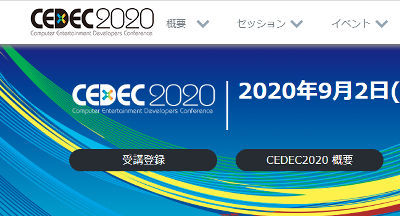 CEDEC2020
Computer Entertainment Developers Conference
概要 セッション イベント
CEDEC2020
Computer Entertainment Developers Conference
2020年9月2日(
受講登録 CEDEC2020 概要